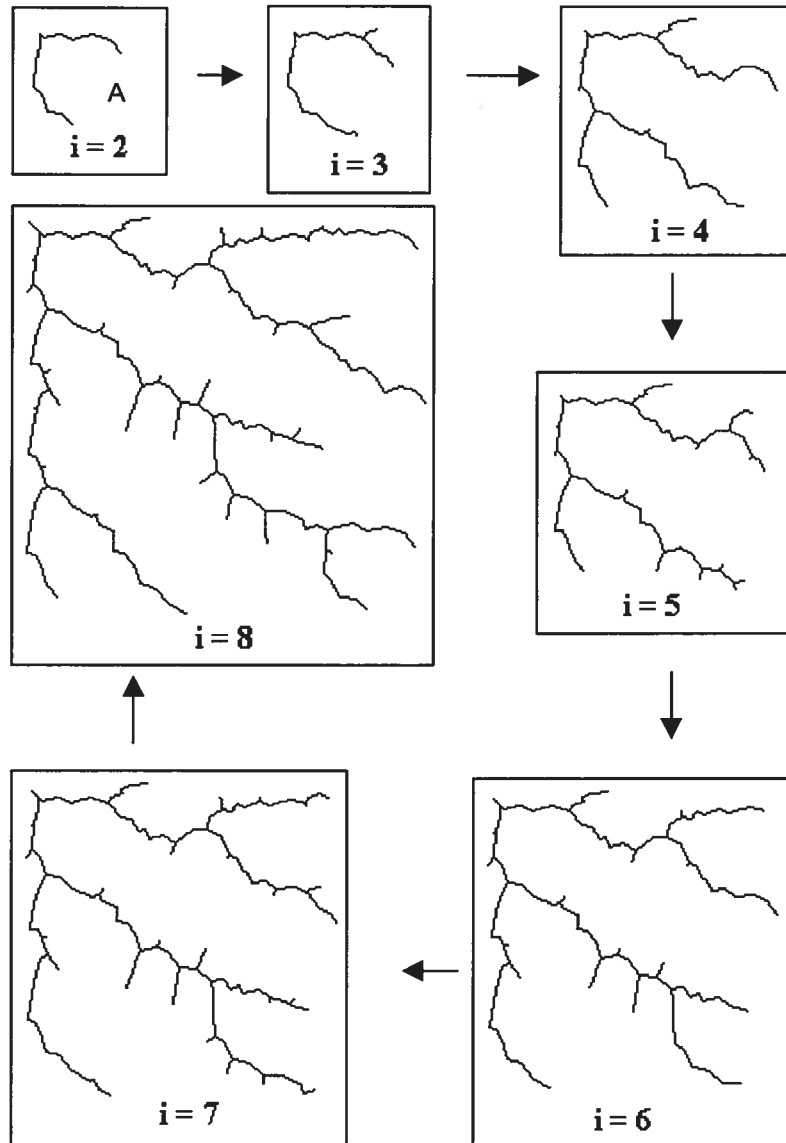 A
i = 2
i = 3
i = 4
i = 5
i = 6
i = 7
i = 8